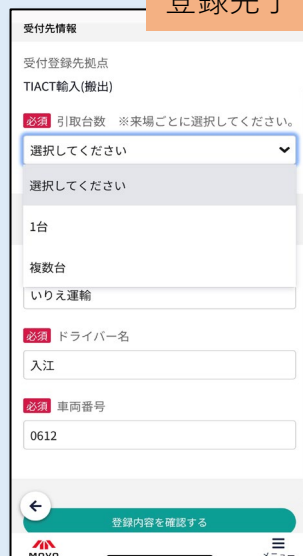 登録完了
受付先情報
受付登録先拠点
TIACT輸入(搬出)
必須 引取台数 ※来場ごとに選択してください。
選択してください
選択してください
1台
複数台
いりえ運輸
必須 ドライバー名
入江
必須 車両番号
0612
登録内容を確認する
MOVO
メニュー